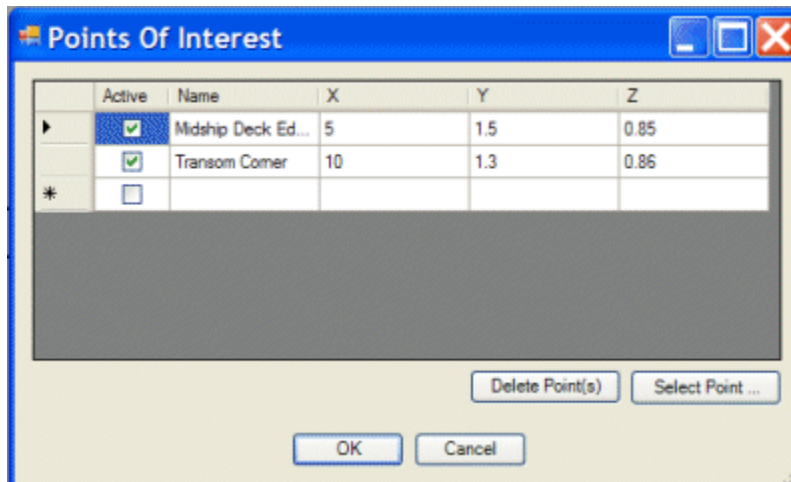 Points Of Interest
Active Name X Y Z
Midship Deck Ed... 5 1.5 0.85
Transom Corner 10 1.3 0.86
*
Delete Point(s) Select Point ...
OK Cancel